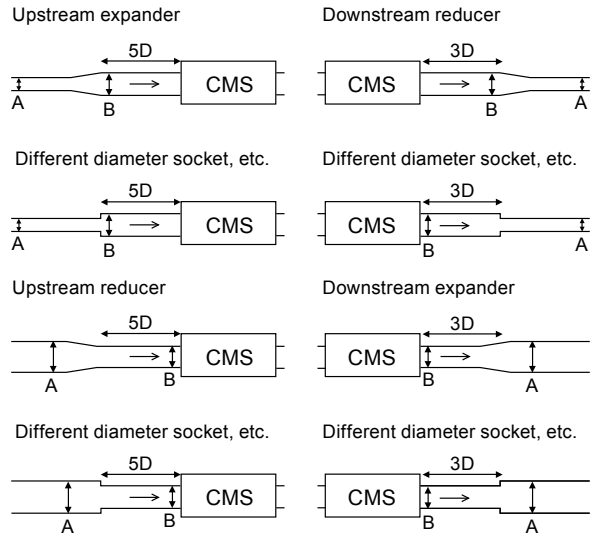 Upstream expander
5D
CMS
A
B
Downstream reducer
3D
CMS
B
A
Different diameter socket, etc.
5D
CMS
A
B
Different diameter socket, etc.
3D
CMS
B
A
Upstream reducer
5D
CMS
A
B
Downstream expander
3D
CMS
B
A
Different diameter socket, etc.
5D
CMS
A
B
Different diameter socket, etc.
3D
CMS
B
A